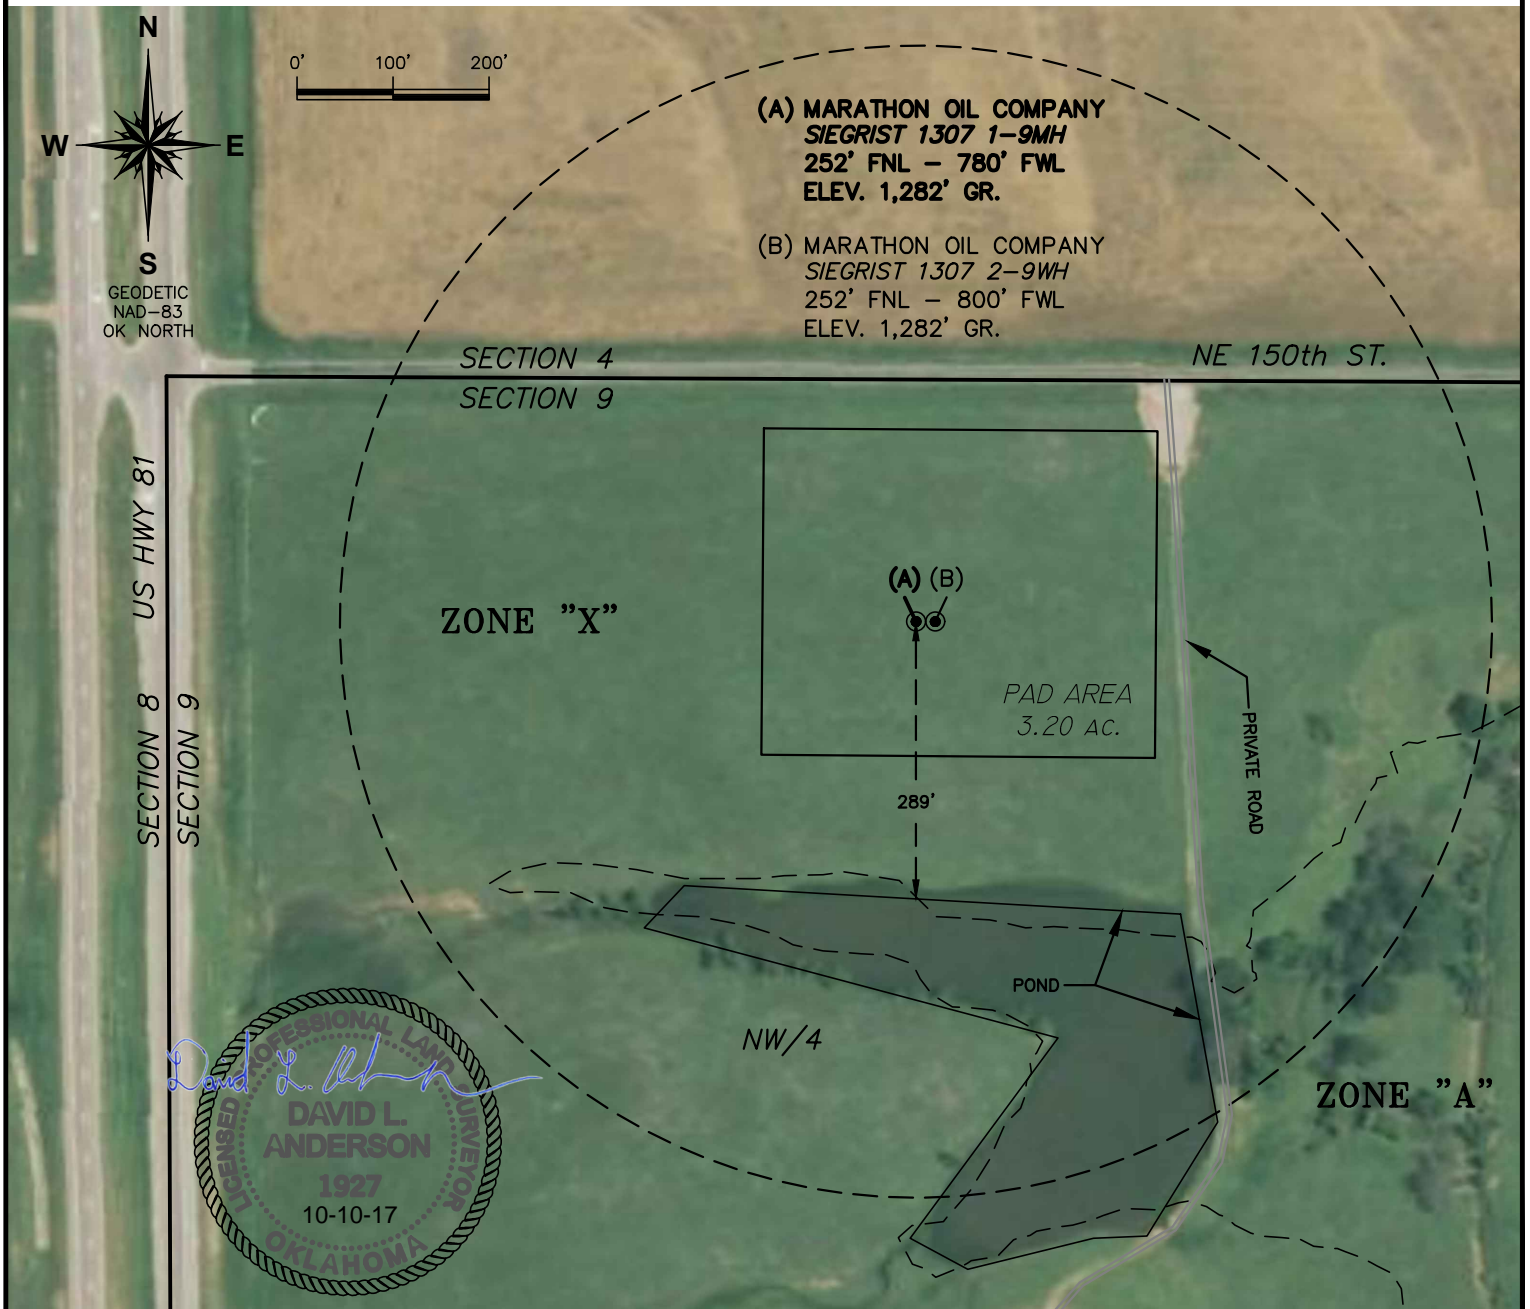 N
0' 100' 200'
W E
S
GEODETIC
NAD-83
OK NORTH
(A) MARATHON OIL COMPANY
SIEGRIST 1307 1-9MH
252' FNL - 780' FWL
ELEV. 1,282' GR.
(B) MARATHON OIL COMPANY
SIEGRIST 1307 2-9WH
252' FNL - 800' FWL
ELEV. 1,282' GR.
SECTION 4
NE 150th ST.
SECTION 9
US HWY 81
SECTION 8
SECTION 9
ZONE "X"
(A) (B)
PAD AREA
3.20 AC.
PRIVATE ROAD
289'
POND
NW/4
ZONE "A"
David L. Anderson
LICENSED PROFESSIONAL LAND SURVEYOR
DAVID L.
ANDERSON
1927
10-10-17
OKLAHOMA